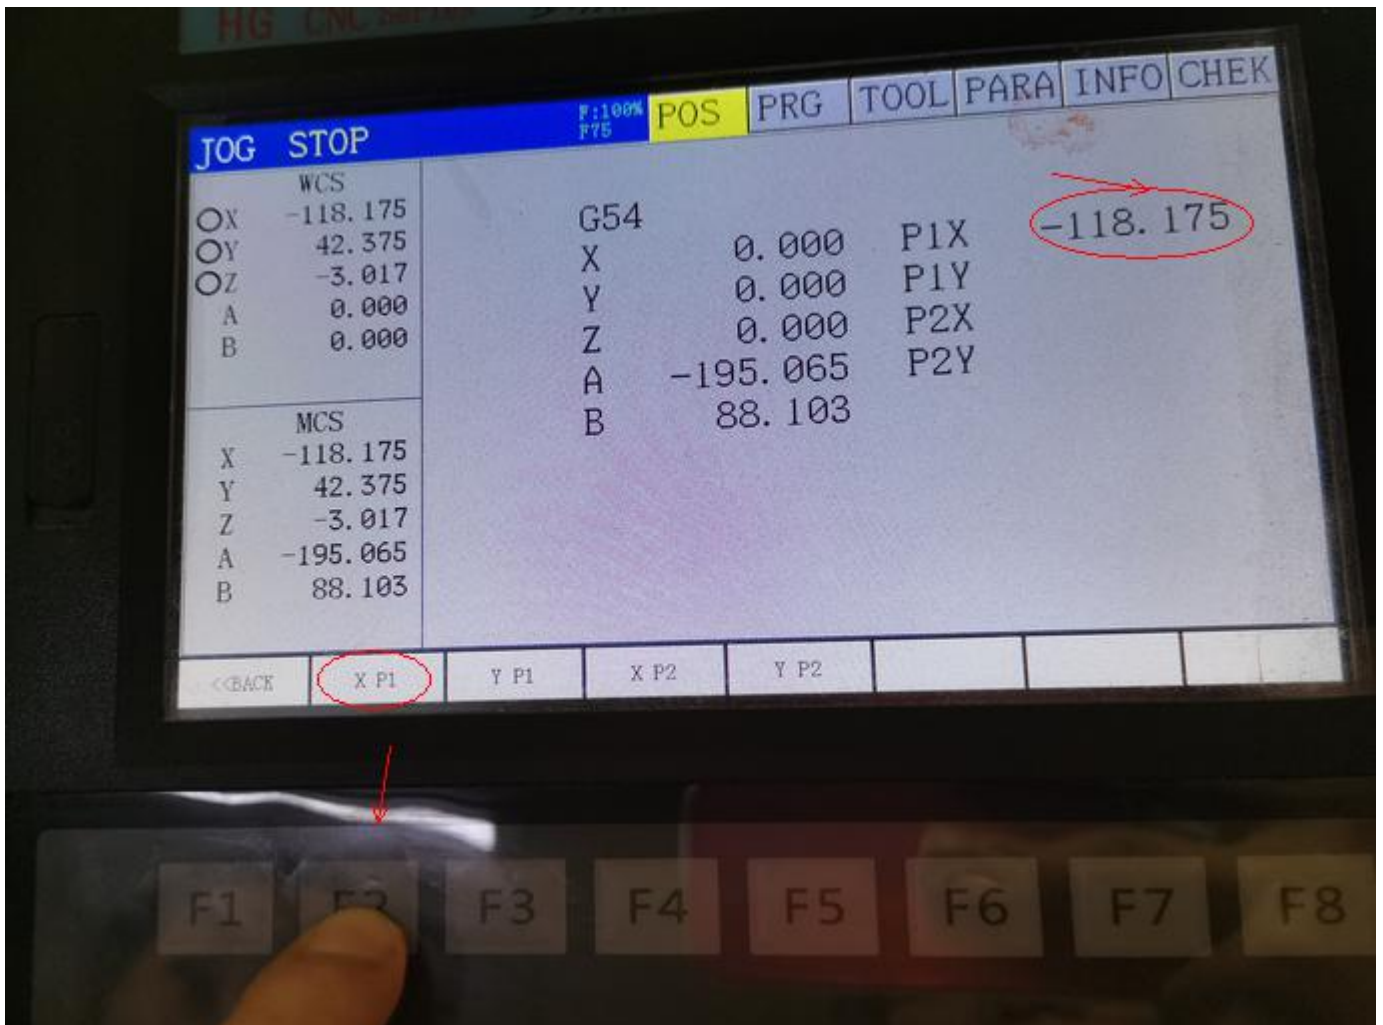 HG CNC
JOG STOP
F:100%
F75
POS PRG TOOL PARA INFO CHEK
WCS
X -118.175
Y 42.375
Z -3.017
A 0.000
B 0.000
MCS
X -118.175
Y 42.375
Z -3.017
A -195.065
B 88.103
G54
X 0.000 P1X -118.175
Y 0.000 P1Y
Z 0.000 P2X
A -195.065 P2Y
B 88.103
<<BACK X P1 Y P1 X P2 Y P2
F1 F2 F3 F4 F5 F6 F7 F8